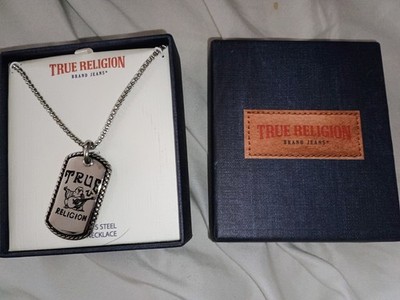 TRUE RELIGION
BRAND JEANS
TRUE
RELIGION
STEEL
NECKLACE
TRUE RELIGION
BRAND JEANS